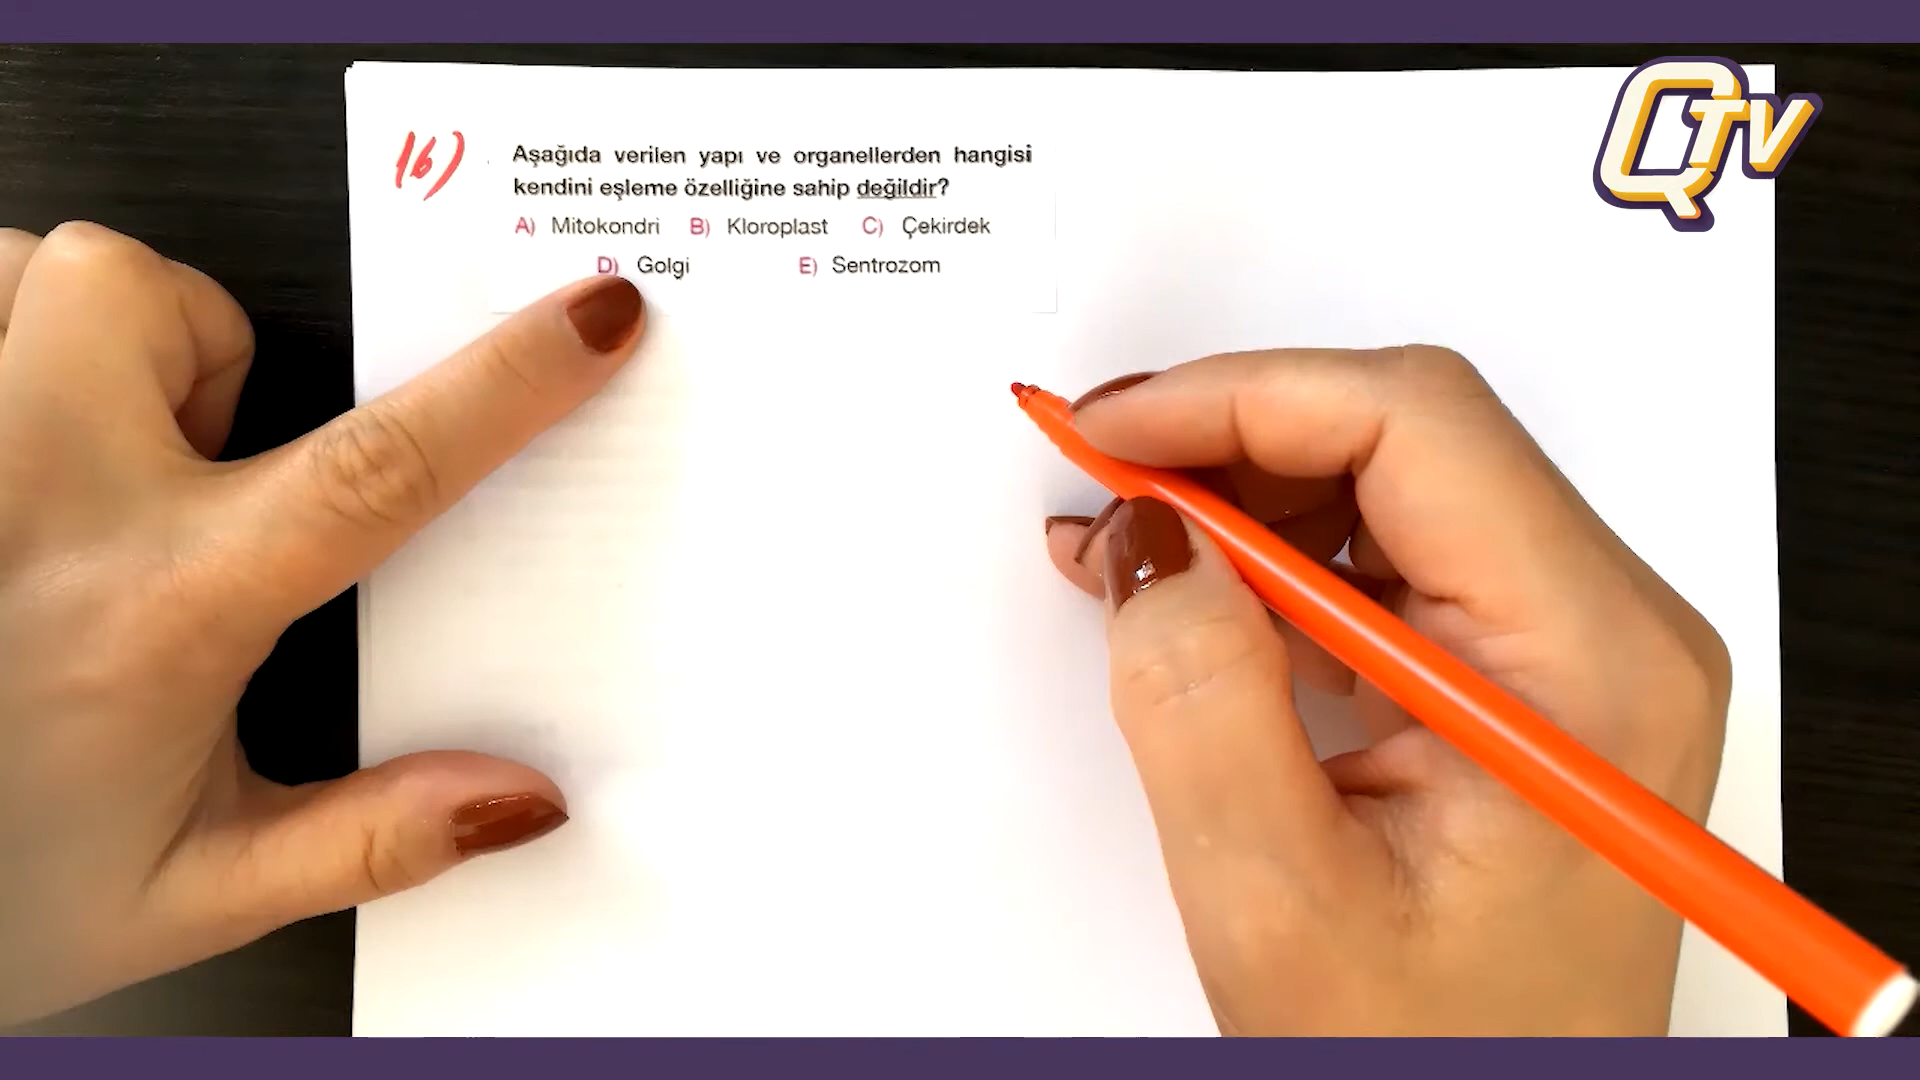 QTV
16)
Aşağıda verilen yapı ve organellerden hangisi
kendini eşleme özelliğine sahip değildir?
A) Mitokondri B) Kloroplast C) Çekirdek
D) Golgi E) Sentrozom